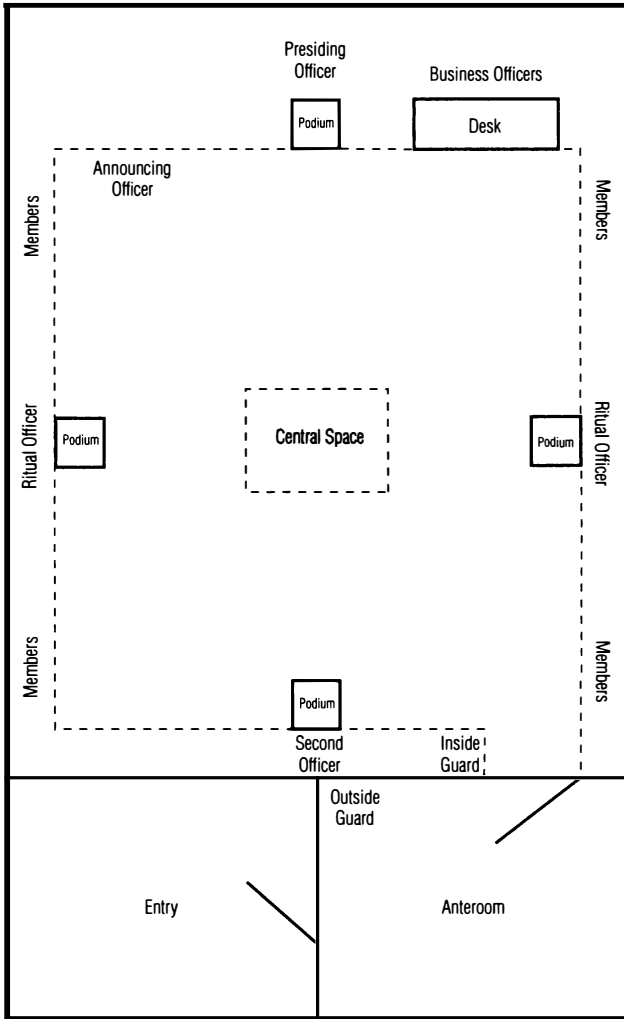 Presiding
Officer
Business Officers
Podium
Desk
Announcing
Officer
Members
Members
Ritual Officer
Podium
Central Space
Podium
Ritual Officer
Members
Members
Podium
Second
Officer
Inside
Guard
Outside
Guard
Entry
Anteroom